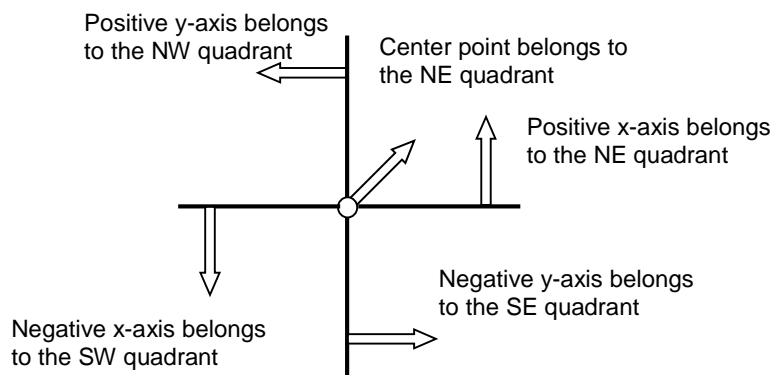 Positive y-axis belongs
to the NW quadrant
Center point belongs to
the NE quadrant
Positive x-axis belongs
to the NE quadrant
Negative y-axis belongs
to the SE quadrant
Negative x-axis belongs
to the SW quadrant